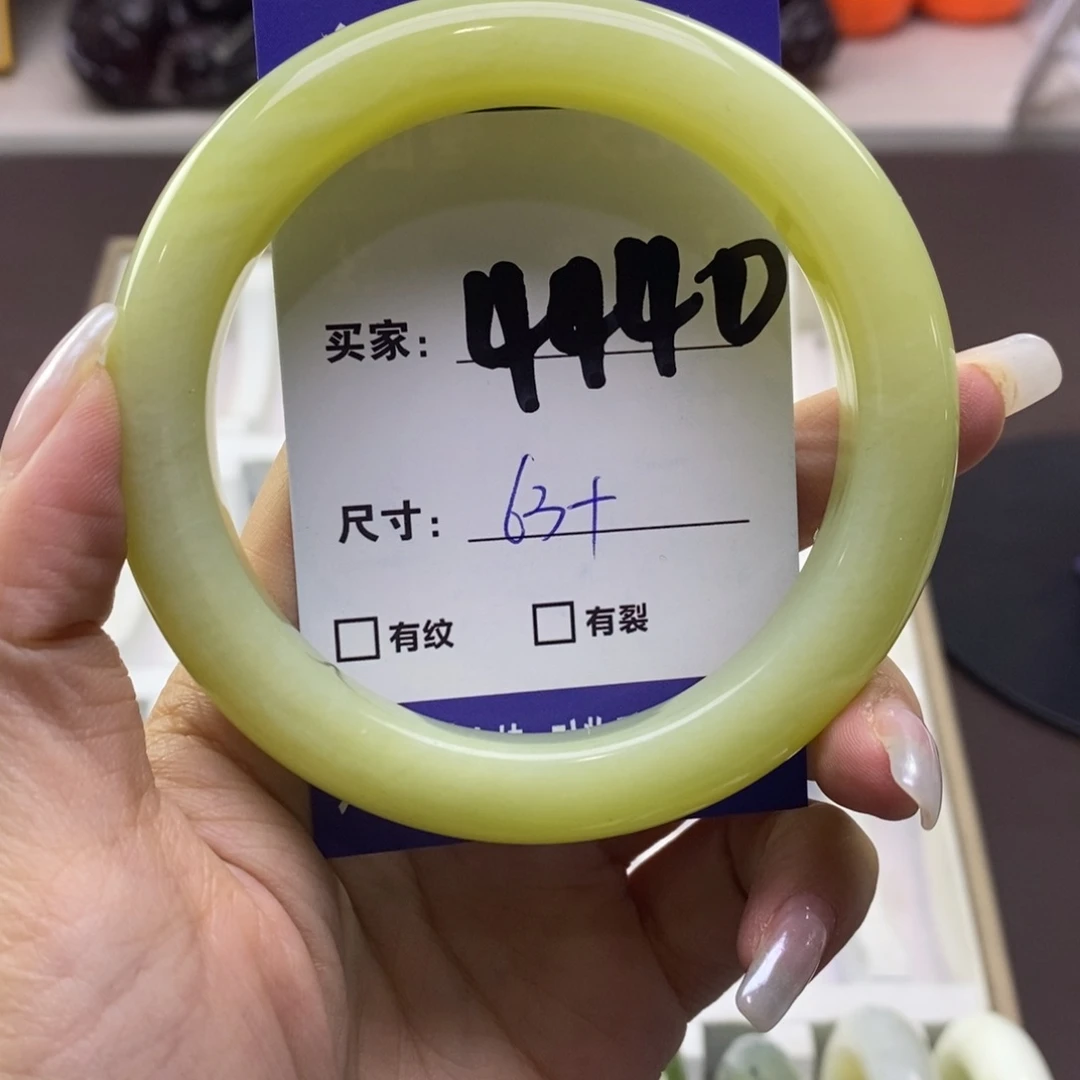 买家： 4440
尺寸： 63+
□ 有纹 □ 有裂